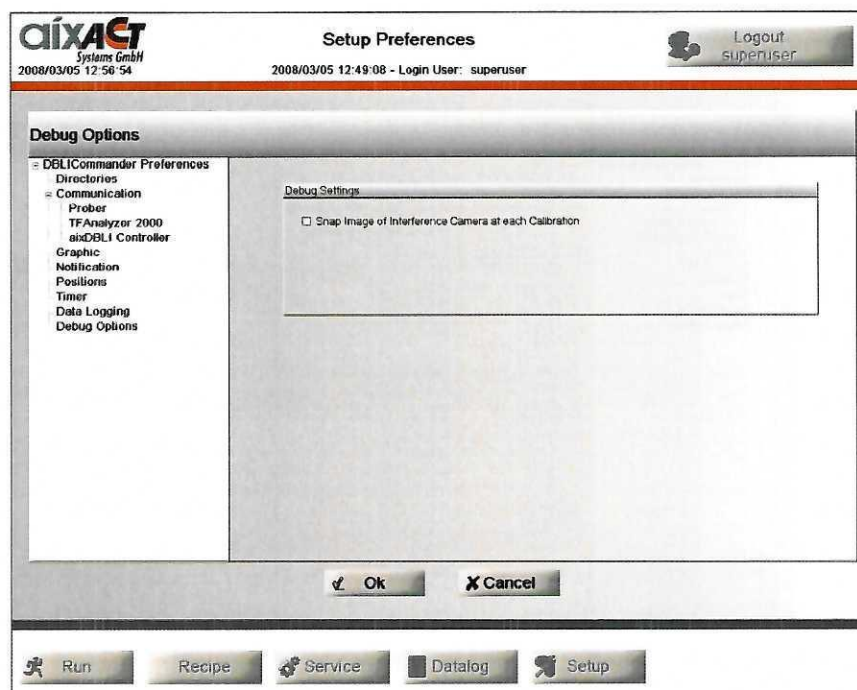 aixACT
Systems GmbH
2008/03/05 12:56:54
Setup Preferences
2008/03/05 12:49:08 - Login User: superuser
Logout
superuser
Debug Options
DBLICommander Preferences
Directories
Communication
Prober
TFAnalyzer 2000
aixDBLI Controller
Graphic
Notification
Positions
Timer
Data Logging
Debug Options
Debug Settings
Snap Image of Interference Camera at each Calibration
Ok
Cancel
Run
Recipe
Service
Datalog
Setup